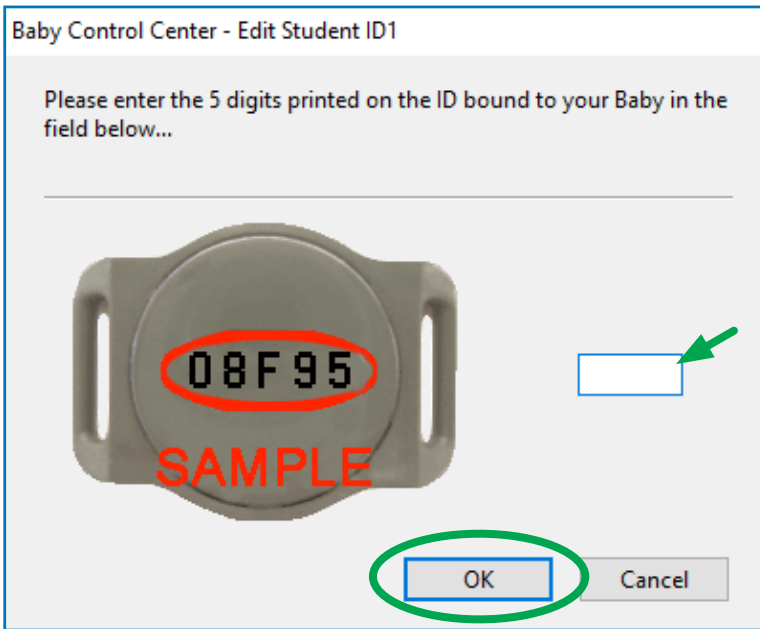 Baby Control Center - Edit Student ID1
Please enter the 5 digits printed on the ID bound to your Baby in the
field below...
08F95
SAMPLE
OK
Cancel